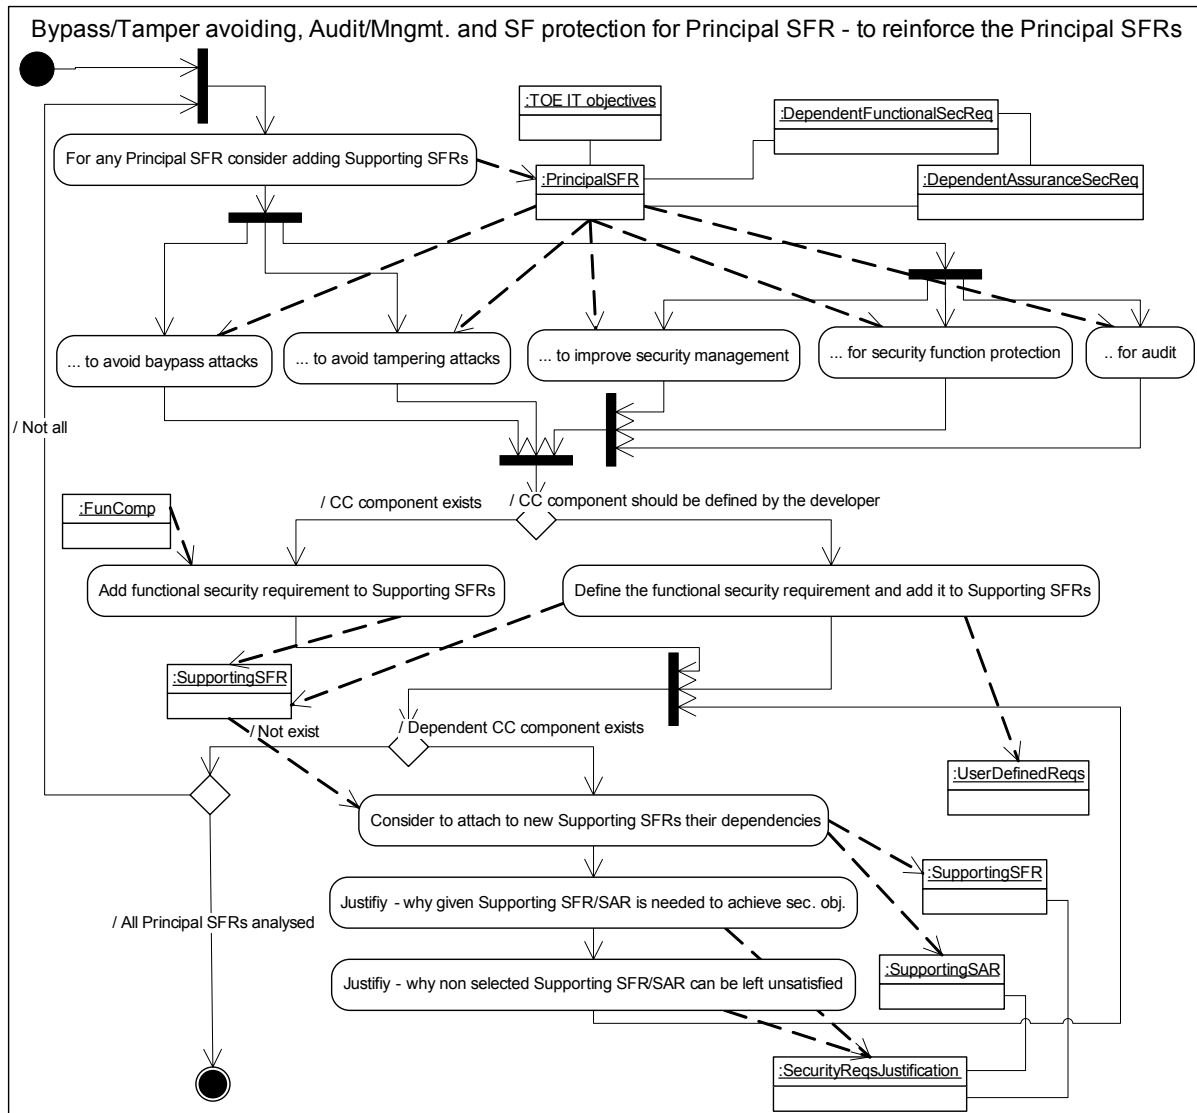 Bypass/Tamper avoiding, Audit/Mngmt. and SF protection for Principal SFR - to reinforce the Principal SFRs
:TOE IT objectives
:DependentFunctionalSecReq
For any Principal SFR consider adding Supporting SFRs
:PrincipalSFR
:DependentAssuranceSecReq
... to avoid baypass attacks
... to avoid tampering attacks
... to improve security management
... for security function protection
.. for audit
/ Not all
/ CC component exists
/ CC component should be defined by the developer
:FunComp
Add functional security requirement to Supporting SFRs
Define the functional security requirement and add it to Supporting SFRs
:SupportingSFR
/ Not exist
/ Dependent CC component exists
:UserDefinedReqs
Consider to attach to new Supporting SFRs their dependencies
:SupportingSFR
Justifiy - why given Supporting SFR/SAR is needed to achieve sec. obj.
/ All Principal SFRs analysed
:SupportingSAR
Justifiy - why non selected Supporting SFR/SAR can be left unsatisfied
:SecurityReqsJustification